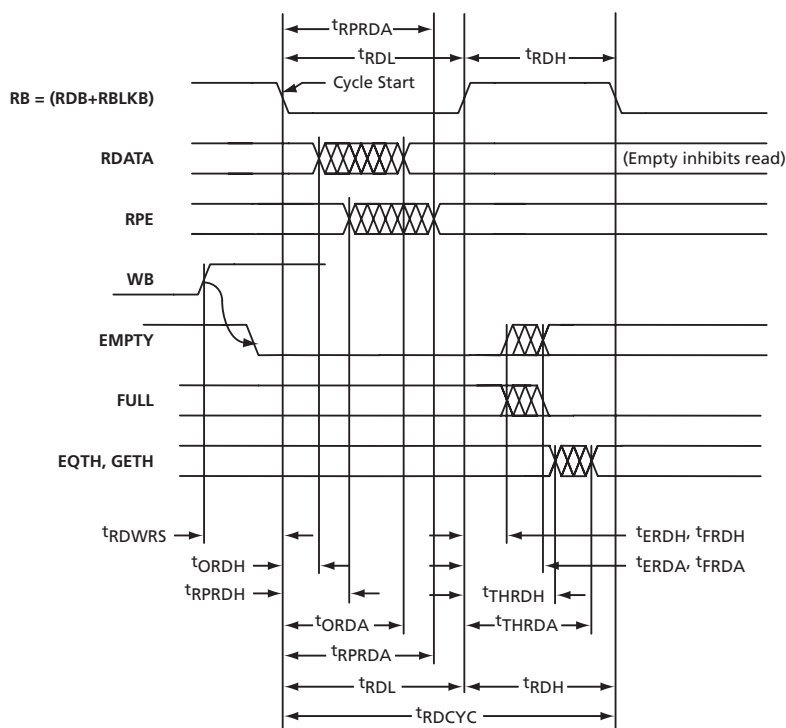 tRPRDA
tRDL
tRDH
Cycle Start
RB = (RDB+RBLKB)
RDATA
(Empty inhibits read)
RPE
WB
EMPTY
FULL
EQTH, GETH
tRDWRS
tERDH, tFRDH
tORDH
tERDA, tFRDA
tRPRDH
tTHRDH
tORDA
tTHRDA
tRPRDA
tRDL
tRDH
tRDCYC